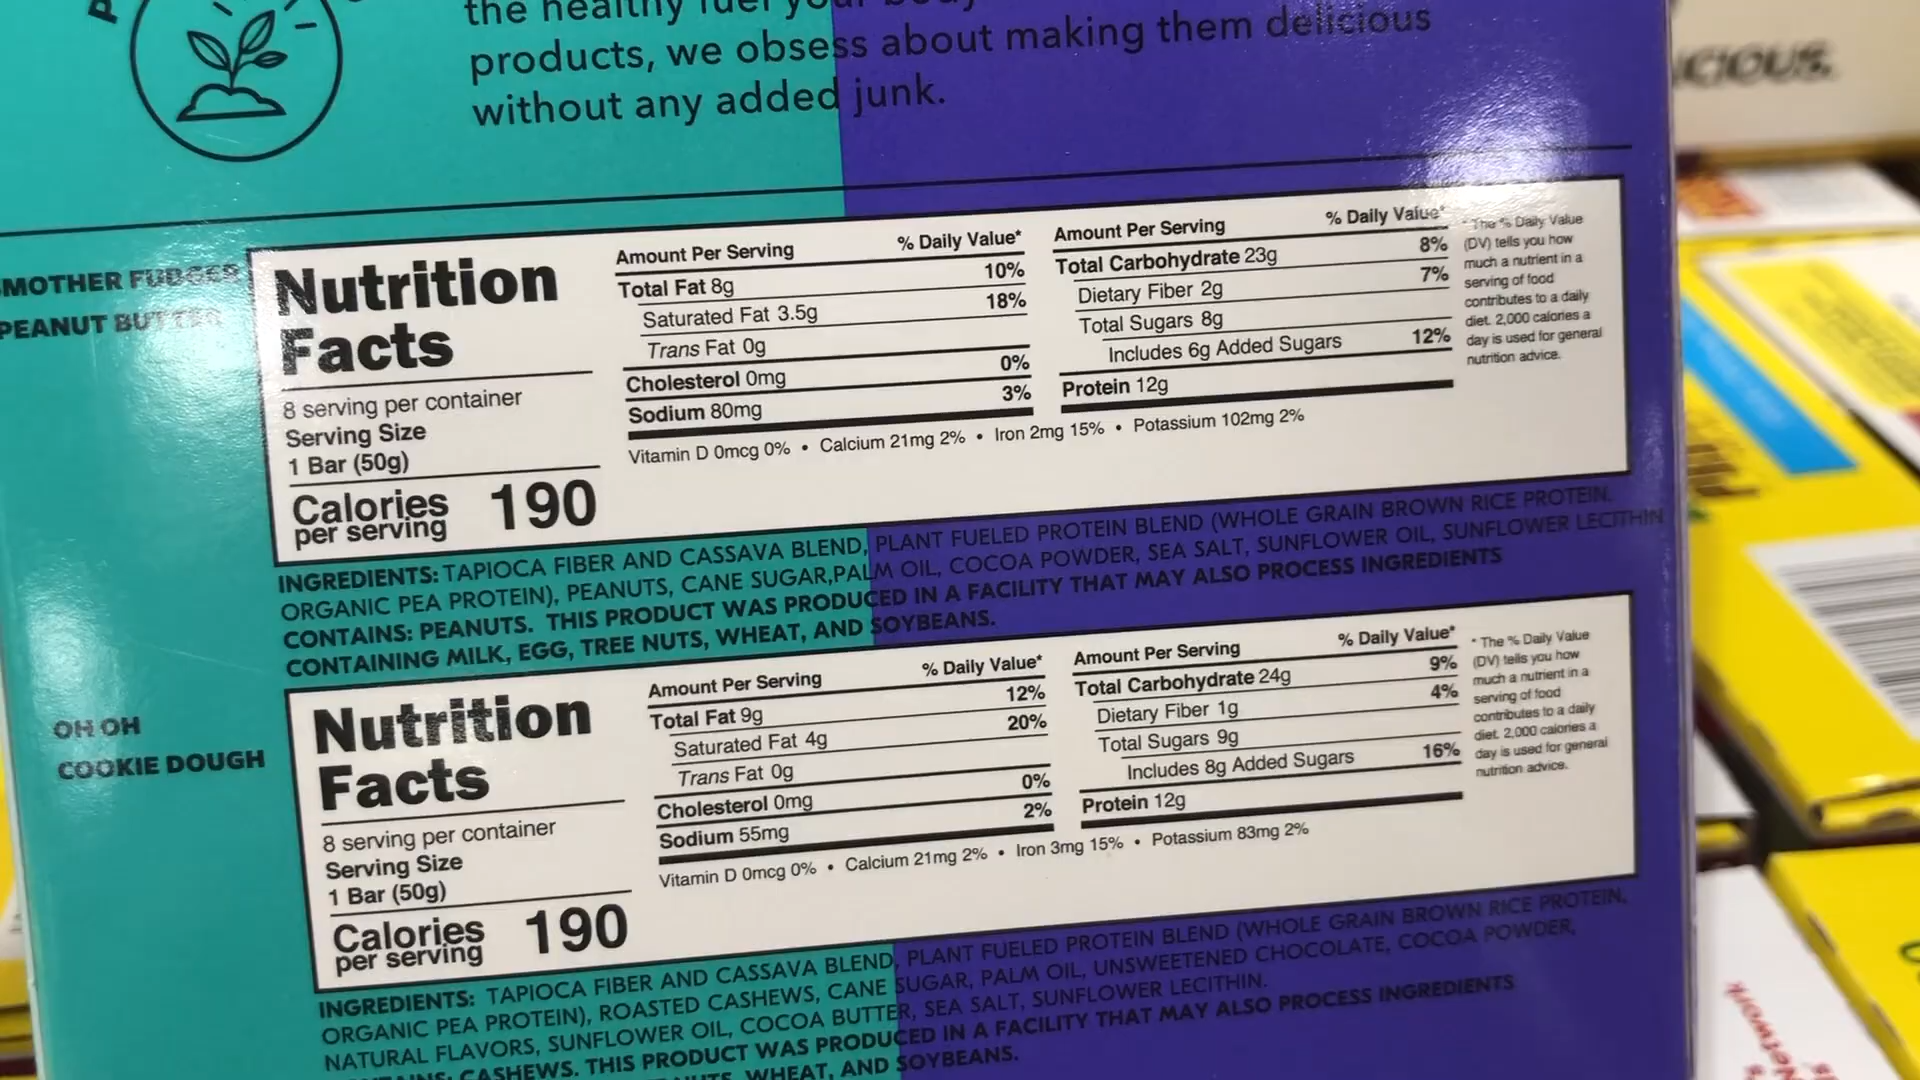 the healthy fuel your body
products, we obsess about making them delicious
without any added junk.
MOTHER FUDGER
PEANUT BUTTER
Nutrition
Facts
8 serving per container
Serving Size
1 Bar (50g)
Calories
per serving
190
Amount Per Serving % Daily Value*
Total Fat 8g 10%
Saturated Fat 3.5g 18%
Trans Fat 0g
Cholesterol 0mg 0%
Sodium 80mg 3%
Amount Per Serving % Daily Value*
Total Carbohydrate 23g 8%
Dietary Fiber 2g 7%
Total Sugars 8g
Includes 6g Added Sugars 12%
Protein 12g
Vitamin D 0mcg 0% • Calcium 21mg 2% • Iron 2mg 15% • Potassium 102mg 2%
* The % Daily Value
(DV) tells you how
much a nutrient in a
serving of food
contributes to a daily
diet. 2,000 calories a
day is used for general
nutrition advice.
INGREDIENTS: TAPIOCA FIBER AND CASSAVA BLEND, PLANT FUELED PROTEIN BLEND (WHOLE GRAIN BROWN RICE PROTEIN,
ORGANIC PEA PROTEIN), PEANUTS, CANE SUGAR,PALM OIL, COCOA POWDER, SEA SALT, SUNFLOWER OIL, SUNFLOWER LECITHIN
CONTAINS: PEANUTS. THIS PRODUCT WAS PRODUCED IN A FACILITY THAT MAY ALSO PROCESS INGREDIENTS
CONTAINING MILK, EGG, TREE NUTS, WHEAT, AND SOYBEANS.
OH OH
COOKIE DOUGH
Nutrition
Facts
8 serving per container
Serving Size
1 Bar (50g)
Calories
per serving
190
Amount Per Serving % Daily Value*
Total Fat 9g 12%
Saturated Fat 4g 20%
Trans Fat 0g
Cholesterol 0mg 0%
Sodium 55mg 2%
Amount Per Serving % Daily Value*
Total Carbohydrate 24g 9%
Dietary Fiber 1g 4%
Total Sugars 9g
Includes 8g Added Sugars 16%
Protein 12g
Vitamin D 0mcg 0% • Calcium 21mg 2% • Iron 3mg 15% • Potassium 83mg 2%
* The % Daily Value
(DV) tells you how
much a nutrient in a
serving of food
contributes to a daily
diet. 2,000 calories a
day is used for general
nutrition advice.
INGREDIENTS: TAPIOCA FIBER AND CASSAVA BLEND, PLANT FUELED PROTEIN BLEND (WHOLE GRAIN BROWN RICE PROTEIN,
ORGANIC PEA PROTEIN), ROASTED CASHEWS, CANE SUGAR, PALM OIL, UNSWEETENED CHOCOLATE, COCOA POWDER,
NATURAL FLAVORS, SUNFLOWER OIL, COCOA BUTTER, SEA SALT, SUNFLOWER LECITHIN.
CASHEWS. THIS PRODUCT WAS PRODUCED IN A FACILITY THAT MAY ALSO PROCESS INGREDIENTS
WHEAT, AND SOYBEANS.